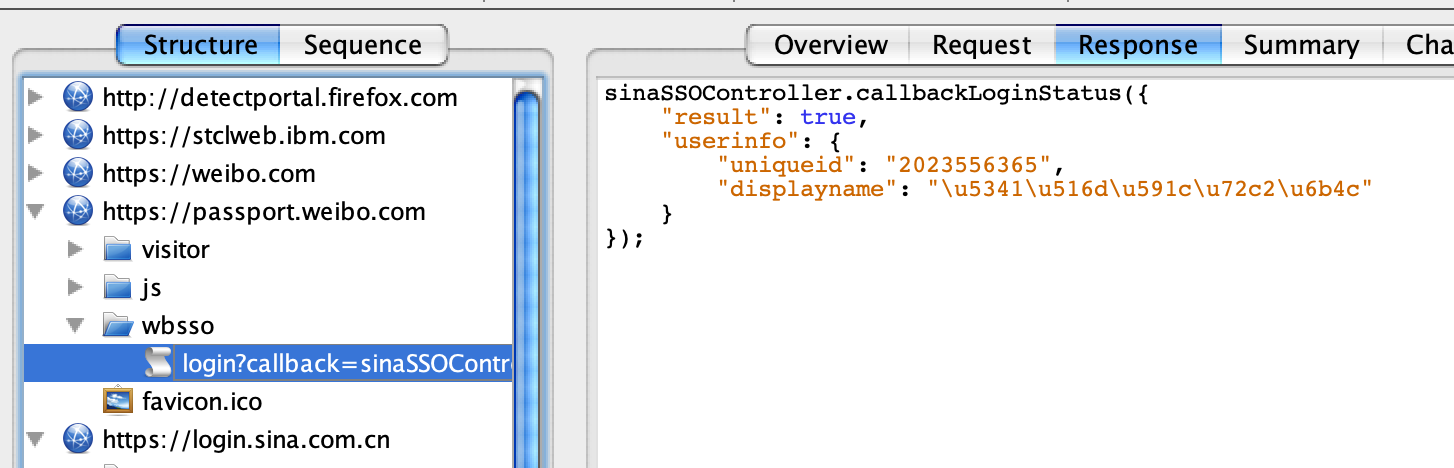 Structure Sequence
http://detectportal.firefox.com
https://stclweb.ibm.com
https://weibo.com
https://passport.weibo.com
visitor
js
wbsso
login?callback=sinaSSOContr
favicon.ico
https://login.sina.com.cn
Overview Request Response Summary Cha
sinaSSOController.callbackLoginStatus({
"result": true,
"userinfo": {
"uniqueid": "2023556365",
"displayname": "\u5341\u516d\u591c\u72c2\u6b4c"
}
});